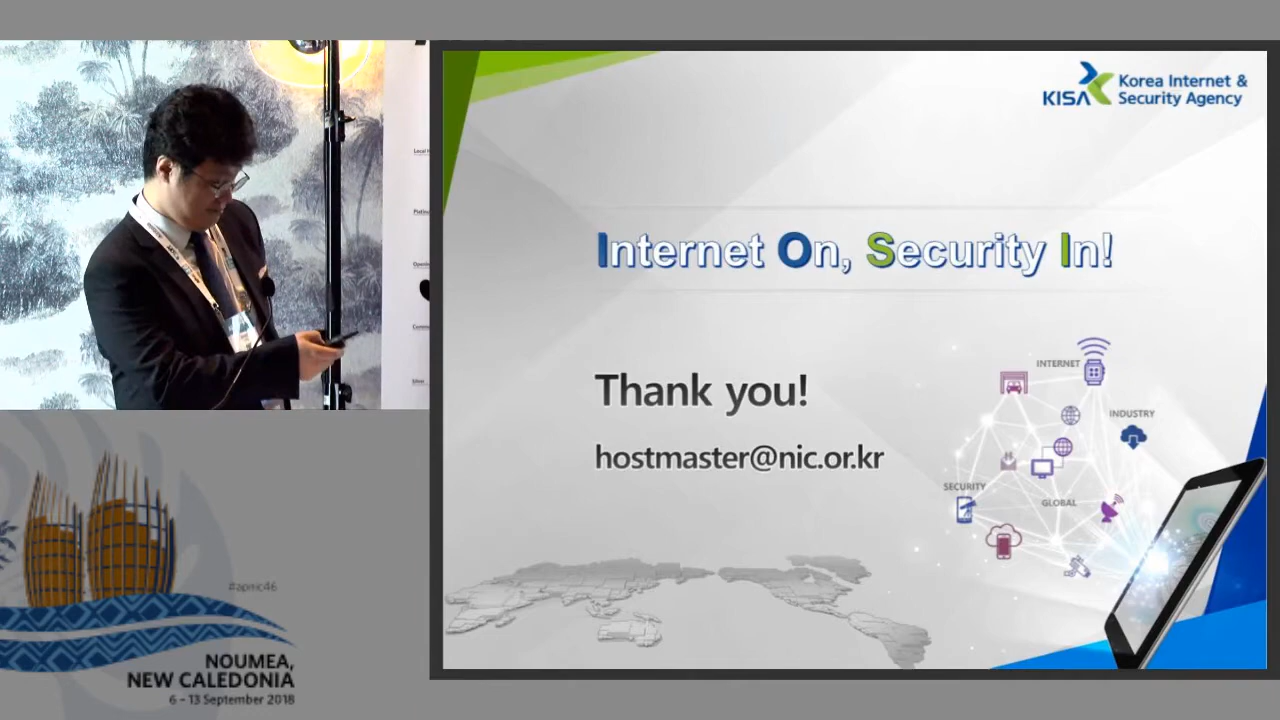 KISA
Korea Internet &
Security Agency
Internet On, Security In!
Thank you!
hostmaster@nic.or.kr
INTERNET
INDUSTRY
SECURITY
GLOBAL
#apnic46
NOUMEA,
NEW CALEDONIA
6 – 13 September 2018